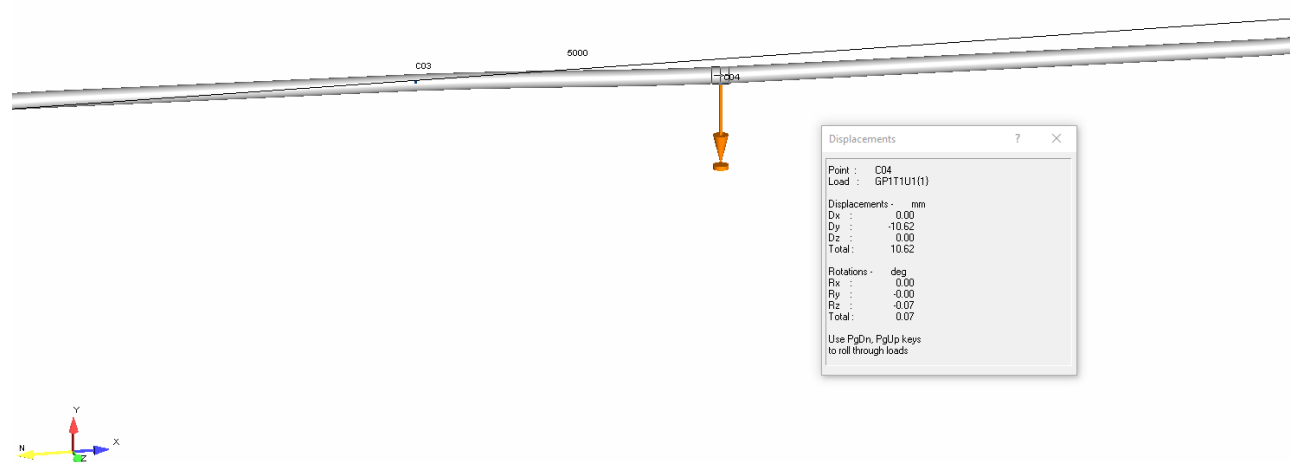 5000
C03
C04
Displacements ? ×
Point : C04
Load : GP1T1U1{1}
Displacements - mm
Dx : 0.00
Dy : -10.62
Dz : 0.00
Total : 10.62
Rotations - deg
Rx : 0.00
Ry : -0.00
Rz : -0.07
Total : 0.07
Use PgDn, PgUp keys
to roll through loads
Y
N
X
Z